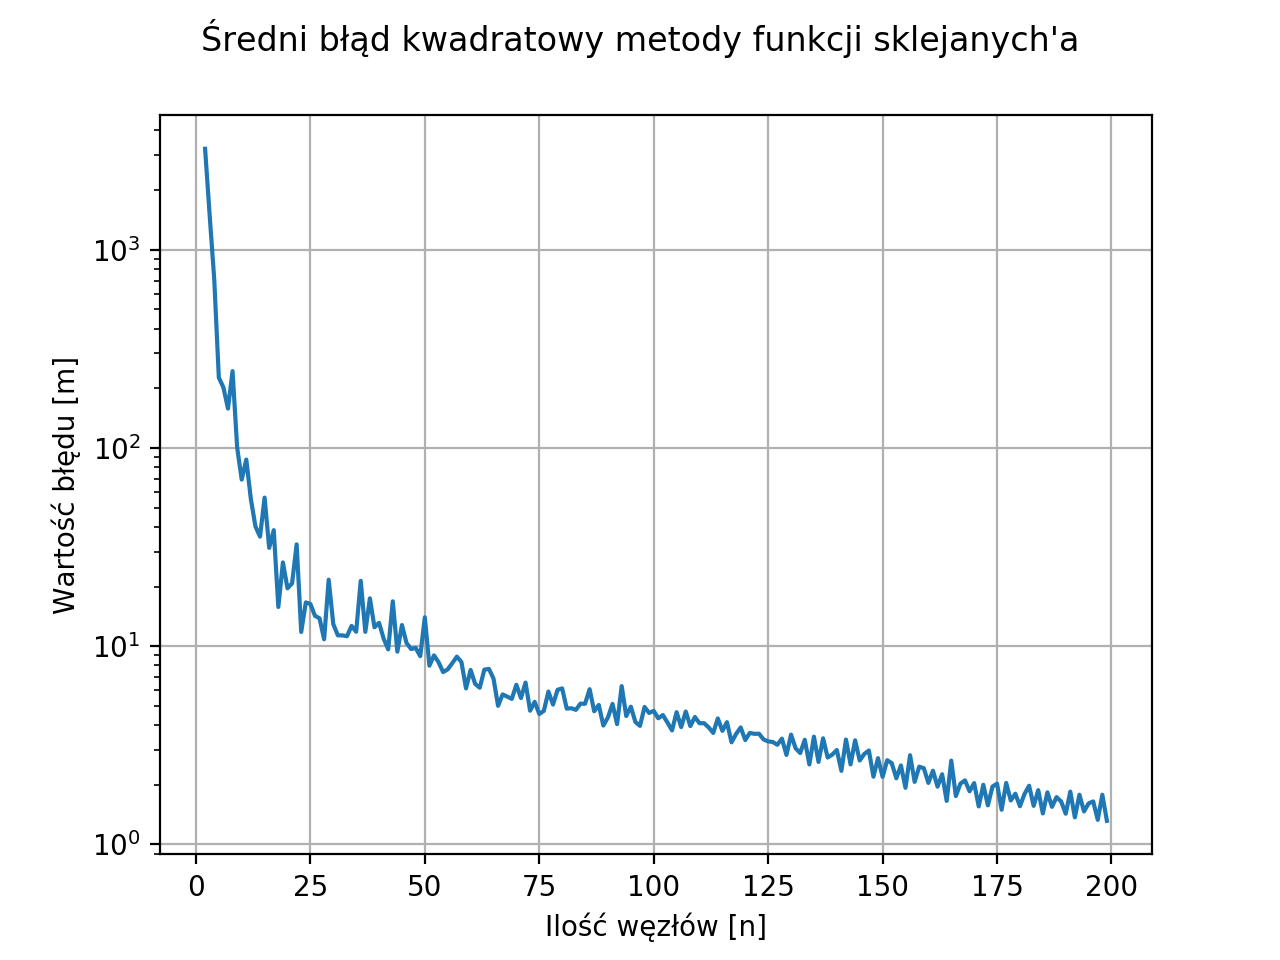 Średni błąd kwadratowy metody funkcji sklejanych'a
Wartość błędu [m]
10³
10²
10¹
10⁰
0 25 50 75 100 125 150 175 200
Ilość węzłów [n]